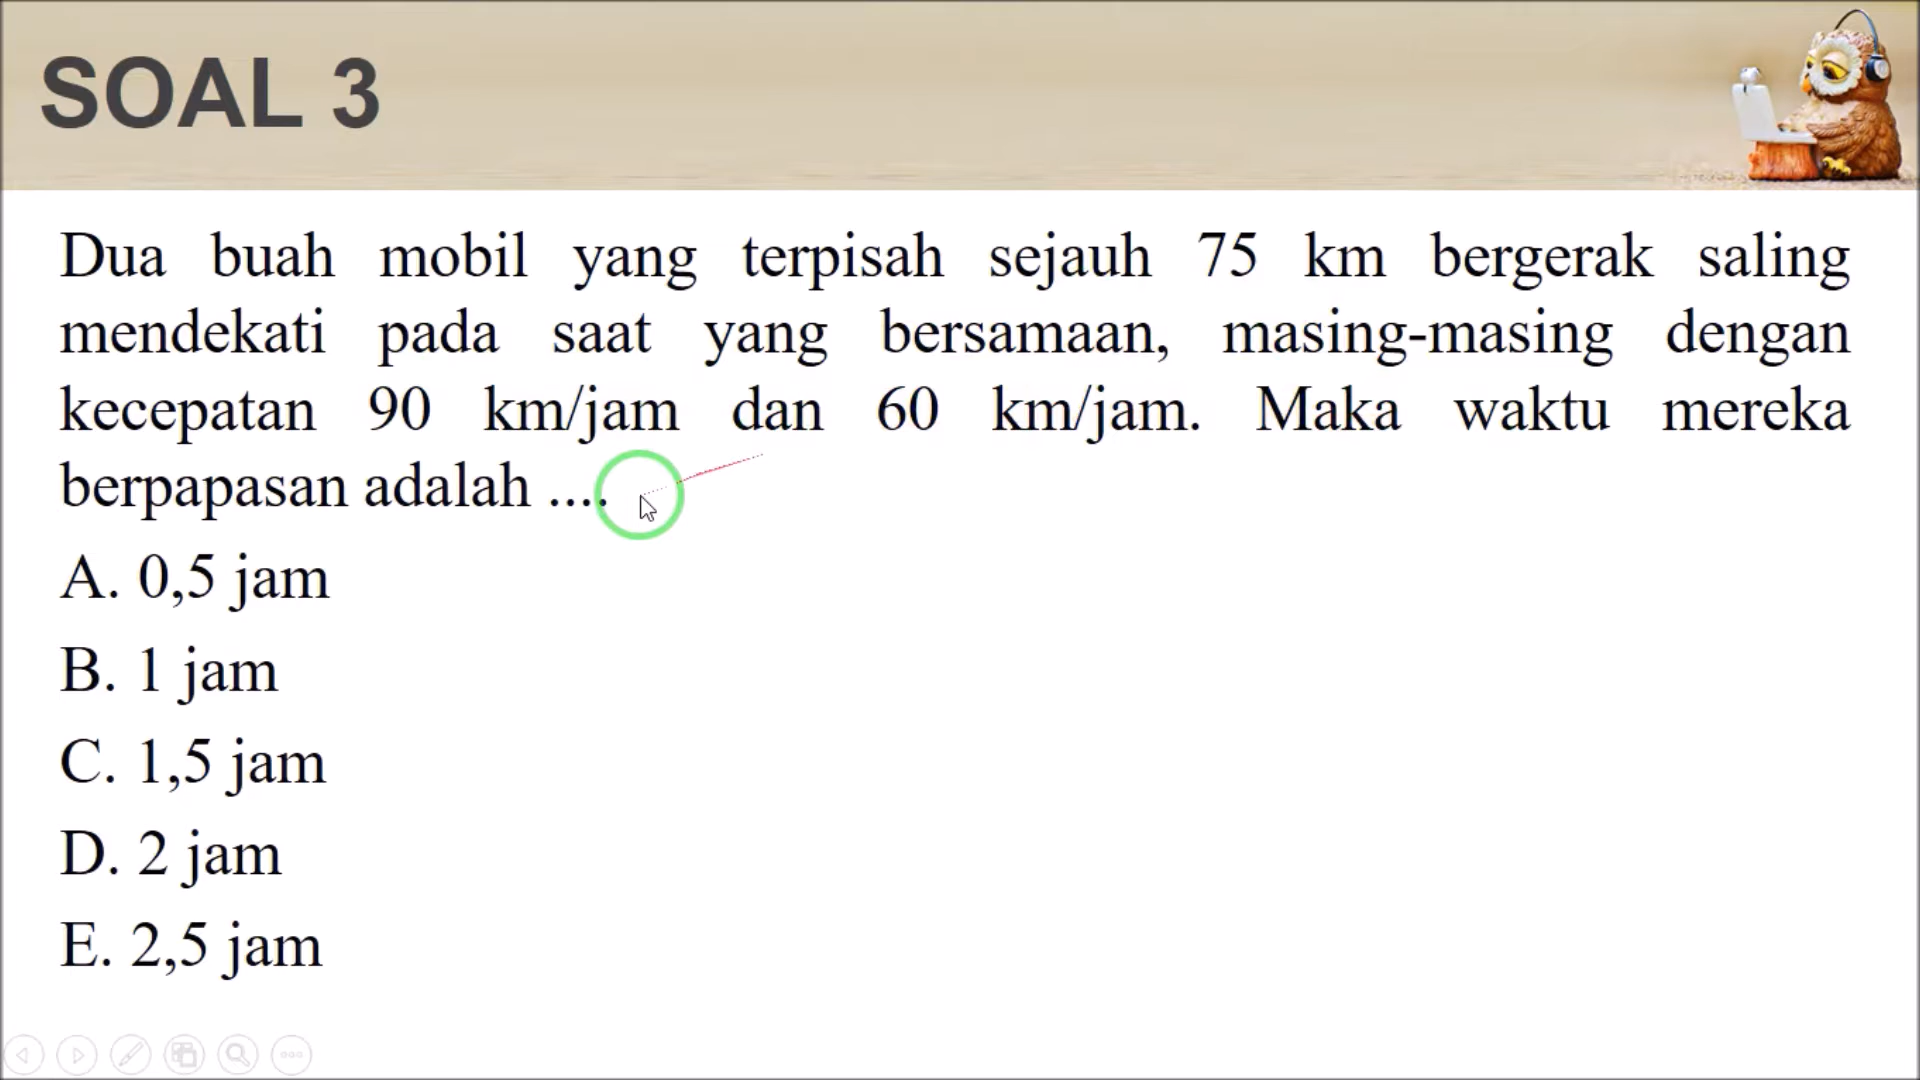 SOAL 3
Dua buah mobil yang terpisah sejauh 75 km bergerak saling
mendekati pada saat yang bersamaan, masing-masing dengan
kecepatan 90 km/jam dan 60 km/jam. Maka waktu mereka
berpapasan adalah ....
A. 0,5 jam
B. 1 jam
C. 1,5 jam
D. 2 jam
E. 2,5 jam